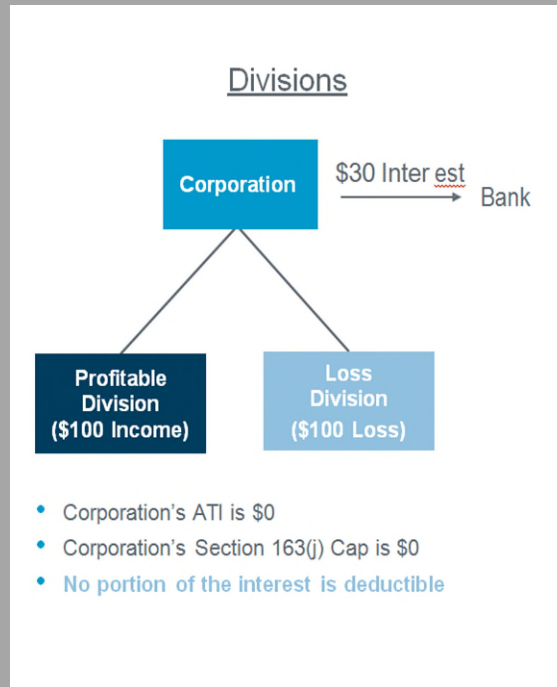 Divisions
Corporation
$30 Inter est
Bank
Profitable
Division
($100 Income)
Loss
Division
($100 Loss)
• Corporation’s ATI is $0
• Corporation’s Section 163(j) Cap is $0
• No portion of the interest is deductible